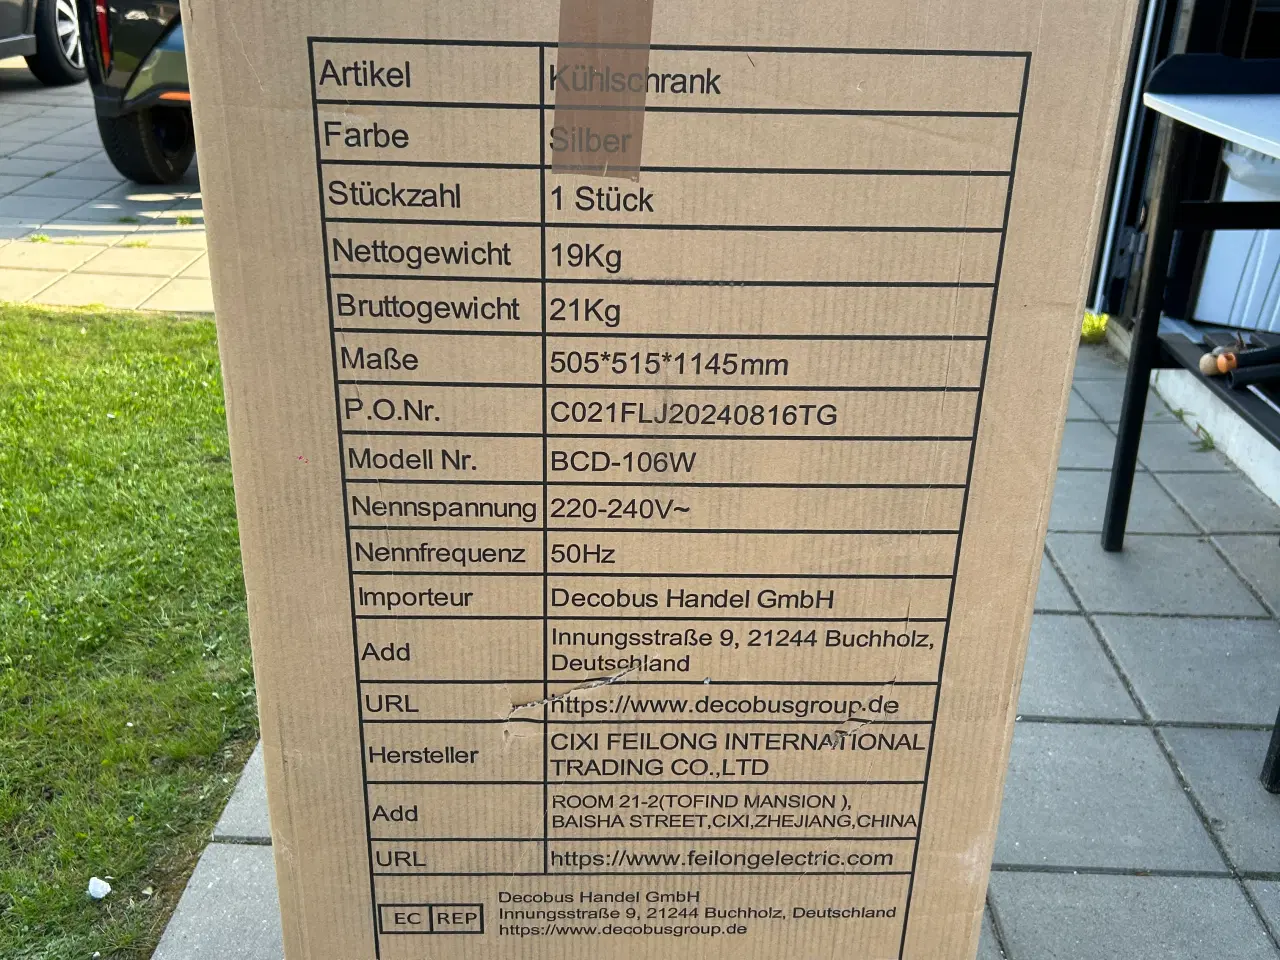 Artikel Kühlschrank
Farbe Silber
Stückzahl 1 Stück
Nettogewicht 19Kg
Bruttogewicht 21Kg
Maße 505*515*1145mm
P.O.Nr. C021FLJ20240816TG
Modell Nr. BCD-106W
Nennspannung 220-240V~
Nennfrequenz 50Hz
Importeur Decobus Handel GmbH
Add Innungsstraße 9, 21244 Buchholz,
Deutschland
URL https://www.decobusgroup.de
Hersteller CIXI FEILONG INTERNATIONAL
TRADING CO.,LTD
Add ROOM 21-2(TOFIND MANSION ),
BAISHA STREET,CIXI,ZHEJIANG,CHINA
URL https://www.feilongelectric.com
EC REP Decobus Handel GmbH
Innungsstraße 9, 21244 Buchholz, Deutschland
https://www.decobusgroup.de